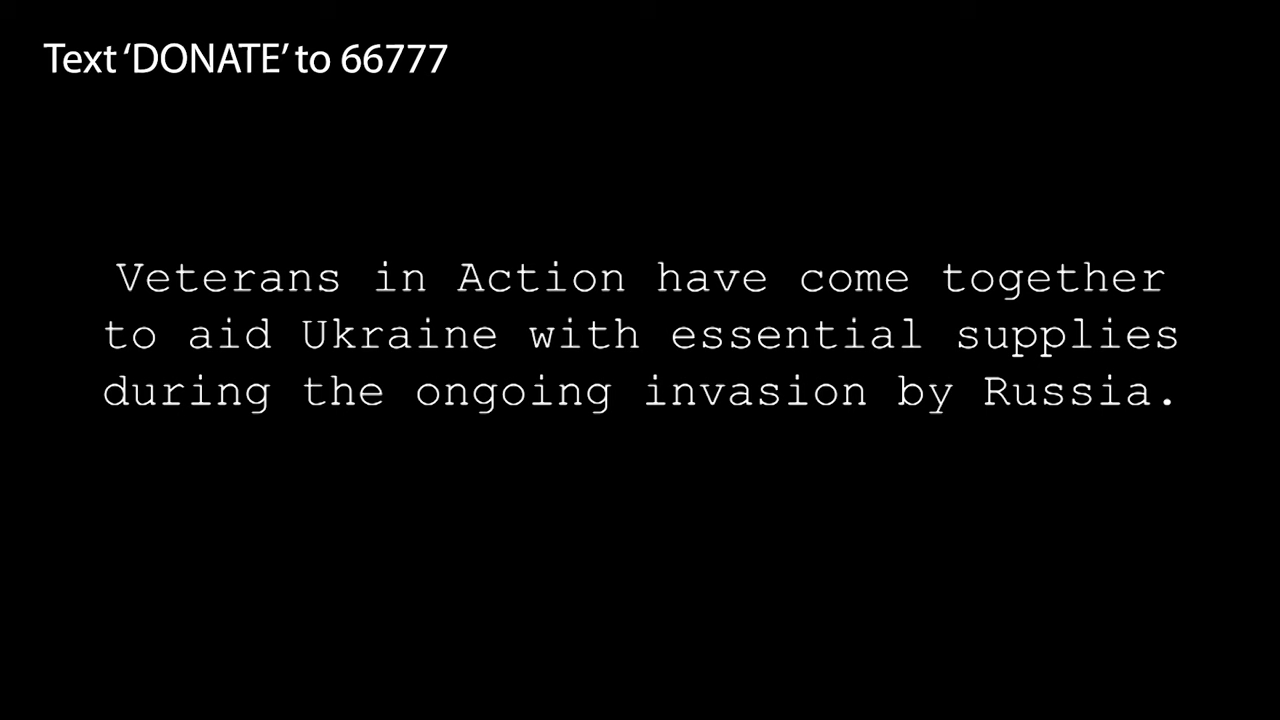 Text ‘DONATE’ to 66777
Veterans in Action have come together
to aid Ukraine with essential supplies
during the ongoing invasion by Russia.